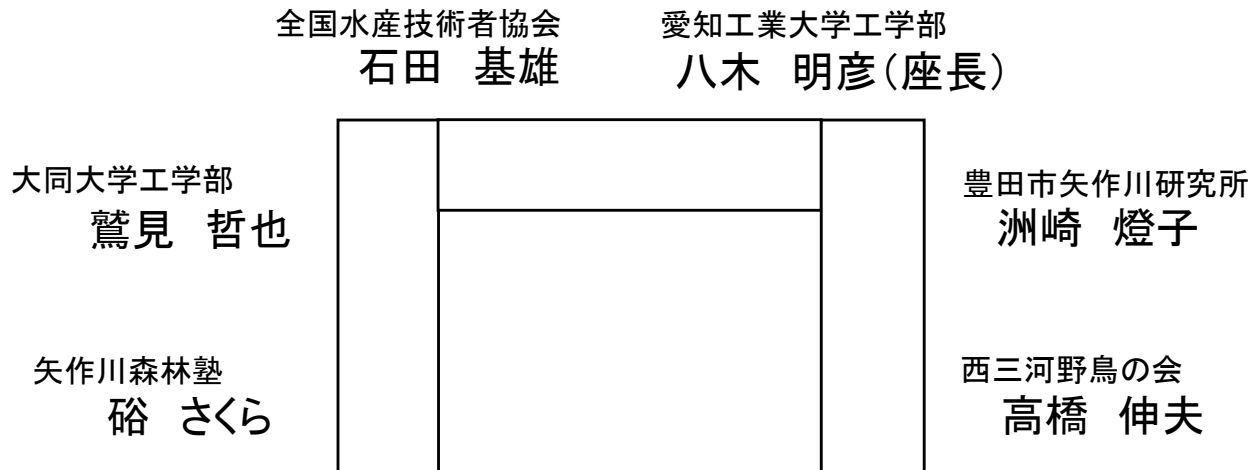 全国水産技術者協会
石田 基雄
愛知工業大学工学部
八木 明彦(座長)
大同大学工学部
鷲見 哲也
豊田市矢作川研究所
洲崎 燈子
矢作川森林塾
硲 さくら
西三河野鳥の会
高橋 伸夫